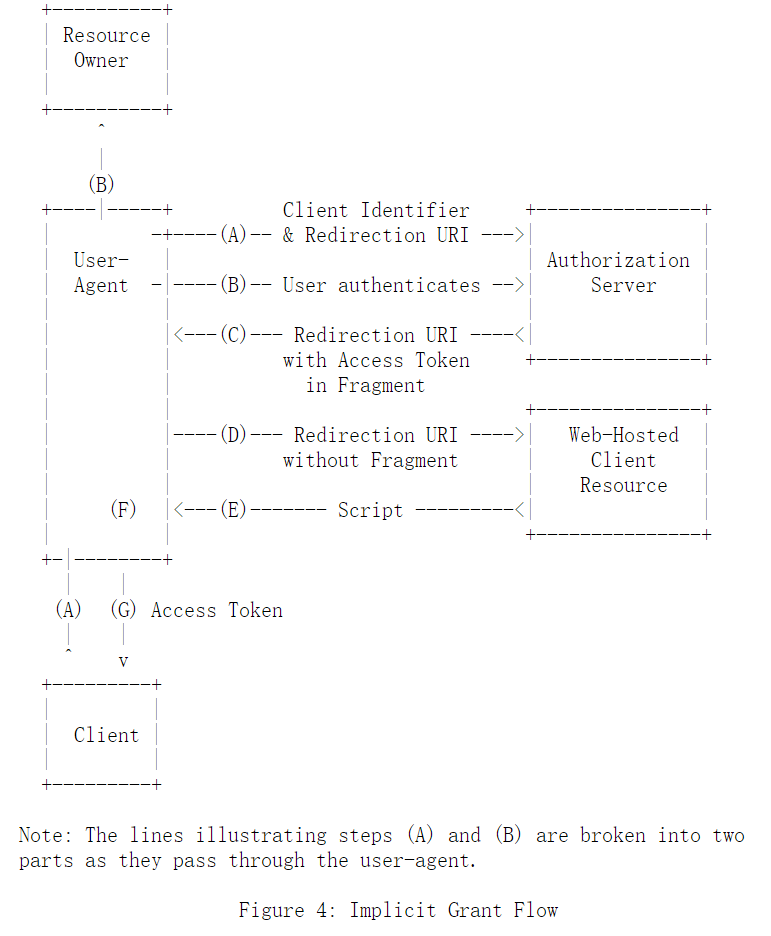 +----------+
| Resource |
|  Owner   |
|          |
+----------+
     ^
     |
    (B)
+----|-----+          Client Identifier     +---------------+
|         -+----(A)-- & Redirection URI --->|               |
|  User-   |                                | Authorization |
|  Agent  -|----(B)-- User authenticates -->|     Server    |
|          |                                |               |
|          |<---(C)--- Redirection URI ----<|               |
|          |          with Access Token     +---------------+
|          |            in Fragment
|          |                                +---------------+
|          |----(D)--- Redirection URI ---->|   Web-Hosted  |
|          |          without Fragment      |     Client    |
|          |                                |    Resource   |
|     (F)  |<---(E)------- Script ---------<|               |
|          |                                +---------------+
+-|--------+
  |    |
 (A)  (G) Access Token
  |    |
  ^    v
+---------+
|         |
|  Client |
|         |
+---------+
Note: The lines illustrating steps (A) and (B) are broken into two
parts as they pass through the user-agent.
Figure 4: Implicit Grant Flow